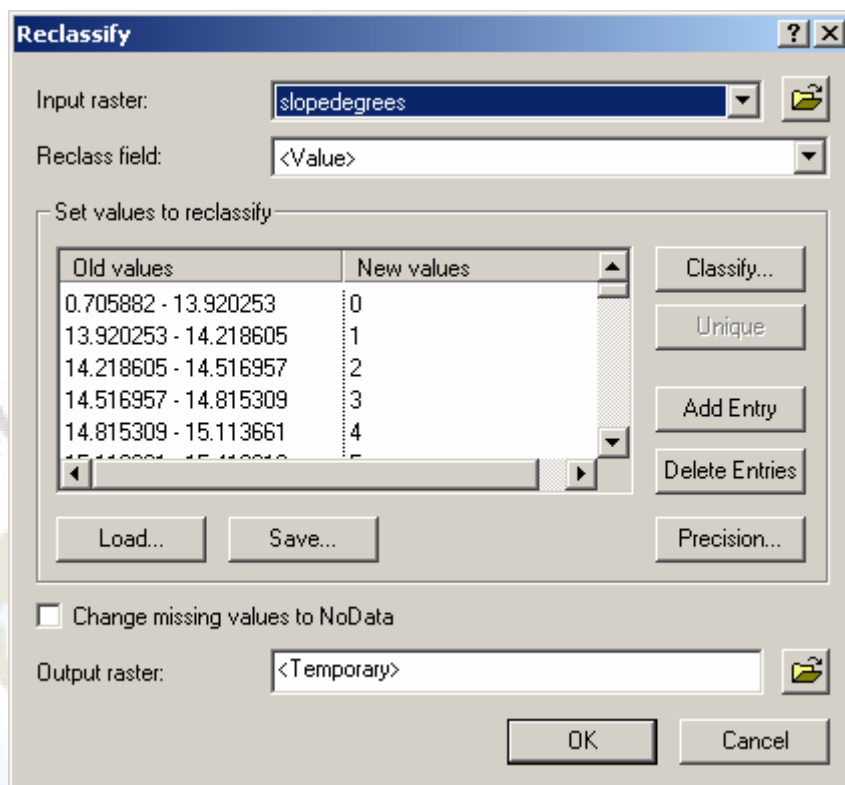 Reclassify
Input raster: slopedegrees
Reclass field: <Value>
Set values to reclassify
Old values New values
0.705882 - 13.920253 0
13.920253 - 14.218605 1
14.218605 - 14.516957 2
14.516957 - 14.815309 3
14.815309 - 15.113661 4
Classify...
Unique
Add Entry
Delete Entries
Load... Save... Precision...
Change missing values to NoData
Output raster: <Temporary>
OK Cancel